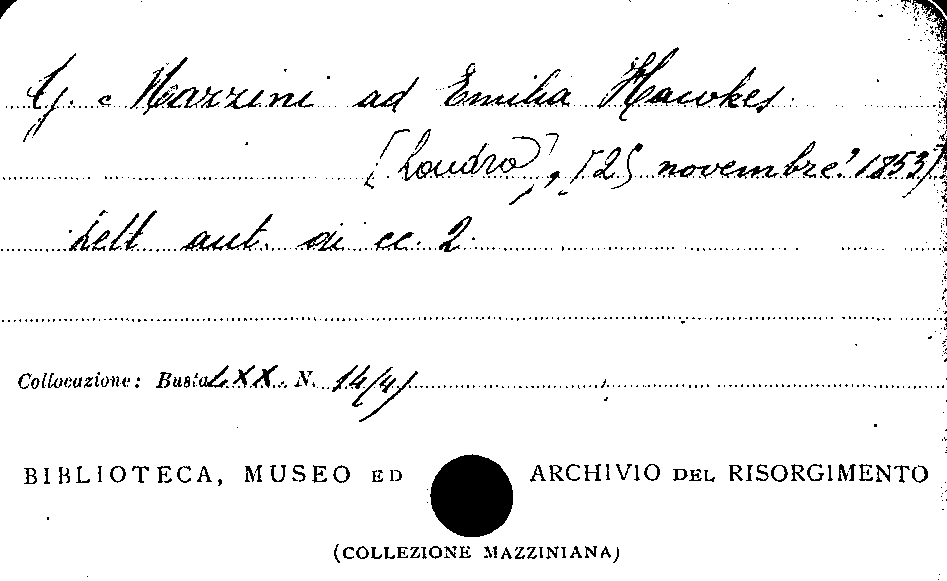 G. Mazzini ad Emilia Hawkes
[Londra], [25 novembre? 1853]
Lett. aut. di cc. 2.
Collocazione: Busta LXX. N. 14/4)
BIBLIOTECA, MUSEO ED ARCHIVIO DEL RISORGIMENTO
(COLLEZIONE MAZZINIANA)